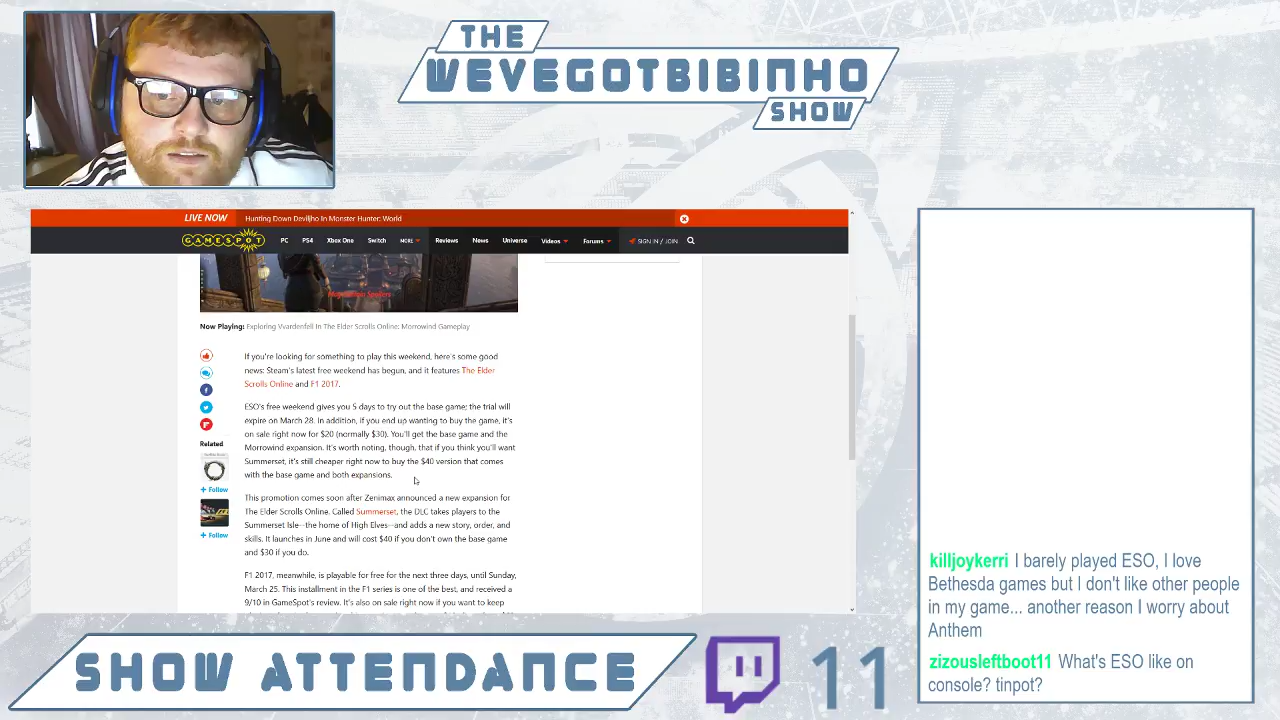 THE
WEVEGOTBIBINHO
SHOW
LIVE NOW Hunting Down Deviljho In Monster Hunter: World
GAMESPOT PC PS4 Xbox One Switch MORE Reviews News Universe Videos Forums SIGN IN / JOIN
Now Playing: Exploring Vvardenfell In The Elder Scrolls Online: Morrowind Gameplay
If you're looking for something to play this weekend, here's some good
news: Steam's latest free weekend has begun, and it features The Elder
Scrolls Online and F1 2017.
ESO's free weekend gives you 5 days to try out the base game; the trial will
expire on March 28. In addition, if you end up wanting to buy the game, it's
on sale right now for $20 (normally $30). You'll get the base game and the
Morrowind expansion. It's worth noting, though, that if you think you'll want
Summerset, it's still cheaper right now to buy the $40 version that comes
with the base game and both expansions.
Related
+ Follow
+ Follow
This promotion comes soon after Zenimax announced a new expansion for
The Elder Scrolls Online. Called Summerset, the DLC takes players to the
Summerset Isle--the home of High Elves--and adds a new story, order, and
skills. It launches in June and will cost $40 if you don't own the base game
and $30 if you do.
F1 2017, meanwhile, is playable for free for the next three days, until Sunday,
March 25. This installment in the F1 series is one of the best, and received a
9/10 in GameSpot's review. It's also on sale right now if you want to keep
killjoykerri I barely played ESO, I love
Bethesda games but I don't like other people
in my game... another reason I worry about
Anthem
zizousleftboot11 What's ESO like on
console? tinpot?
SHOW ATTENDANCE 11